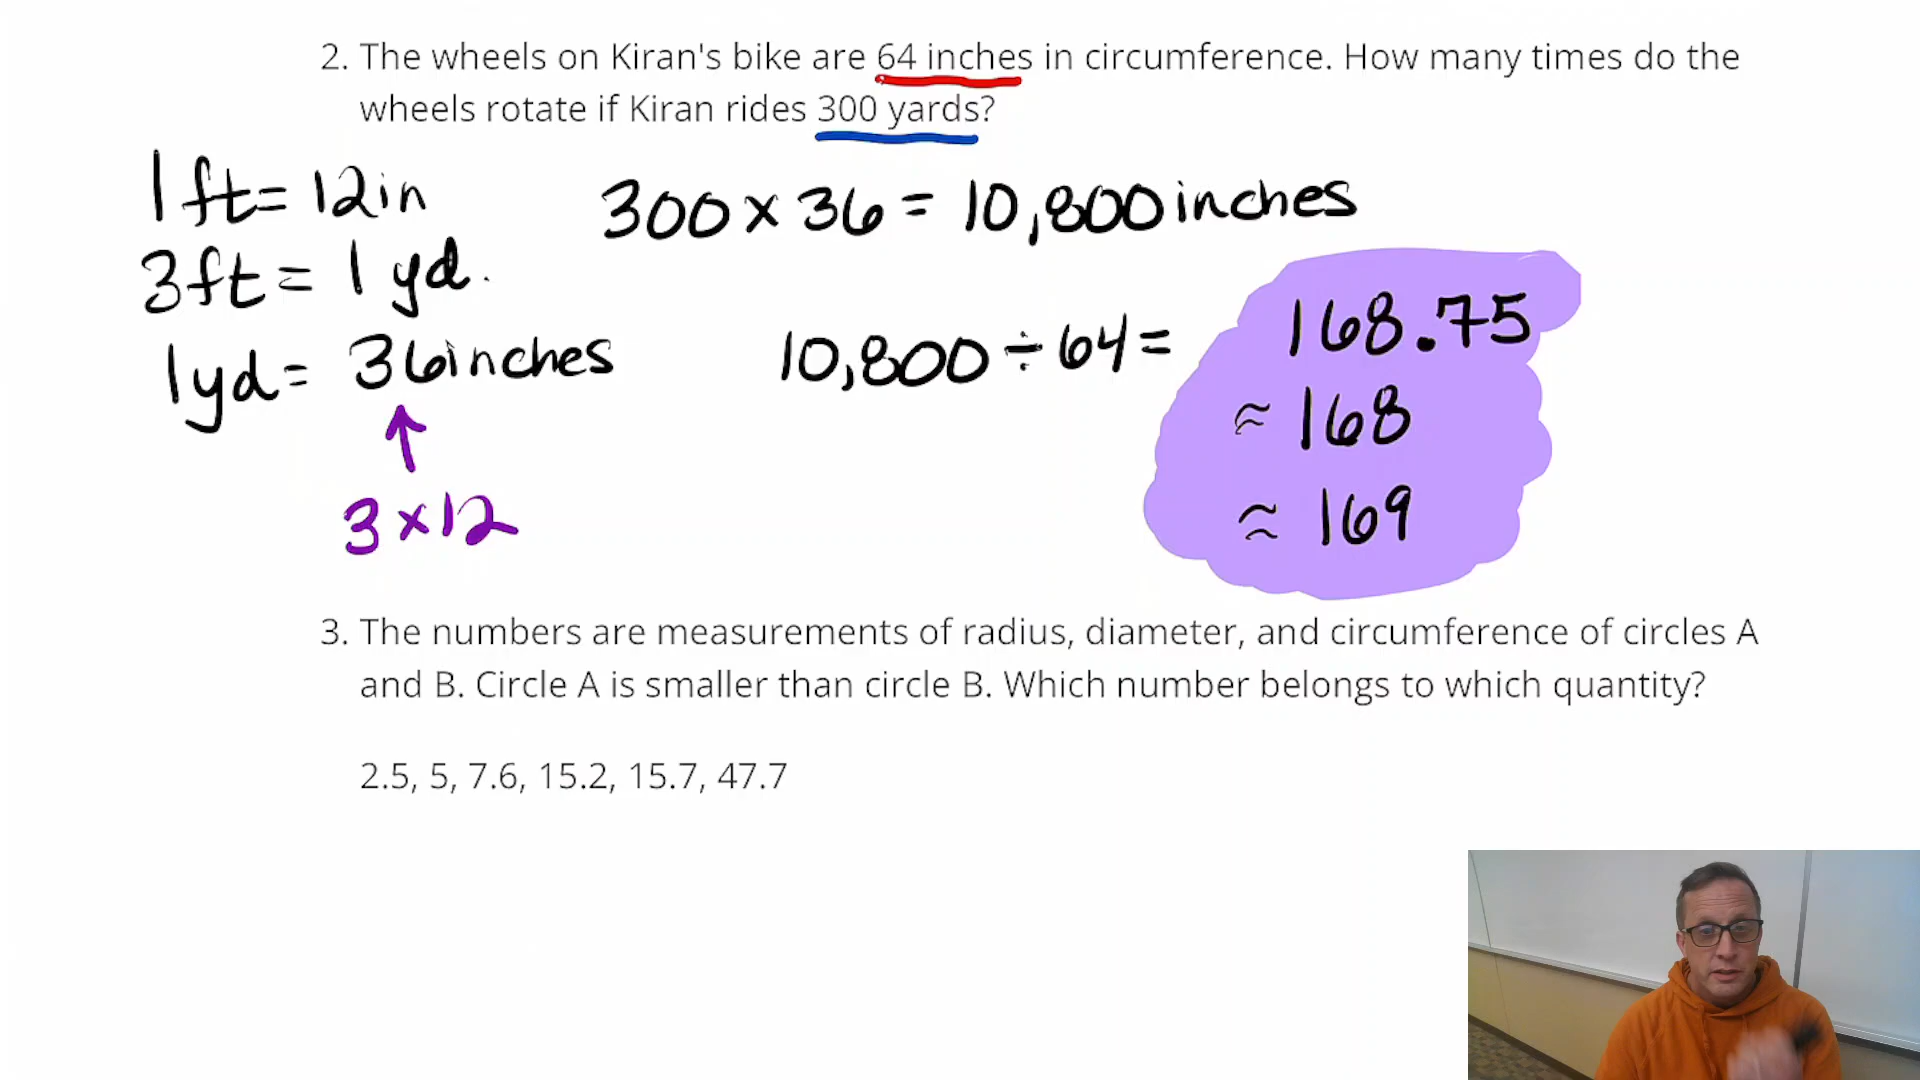 2. The wheels on Kiran's bike are 64 inches in circumference. How many times do the
wheels rotate if Kiran rides 300 yards?
1 ft = 12 in
3 ft = 1 yd.
1 yd = 36 inches
3 × 12
300 × 36 = 10,800 inches
10,800 ÷ 64 =
168.75
≈ 168
≈ 169
3. The numbers are measurements of radius, diameter, and circumference of circles A
and B. Circle A is smaller than circle B. Which number belongs to which quantity?
2.5, 5, 7.6, 15.2, 15.7, 47.7